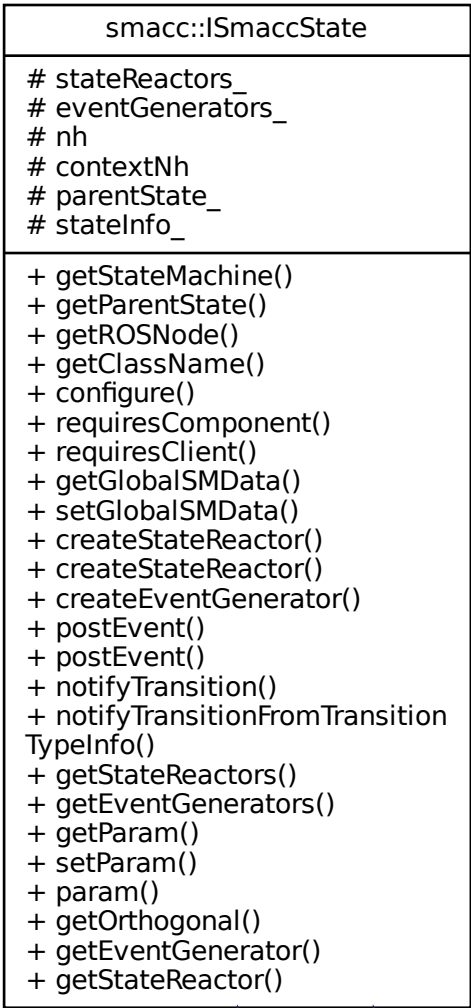 smacc::ISmaccState
# stateReactors_
# eventGenerators_
# nh
# contextNh
# parentState_
# stateInfo_
+ getStateMachine()
+ getParentState()
+ getROSNode()
+ getClassName()
+ configure()
+ requiresComponent()
+ requiresClient()
+ getGlobalSMData()
+ setGlobalSMData()
+ createStateReactor()
+ createStateReactor()
+ createEventGenerator()
+ postEvent()
+ postEvent()
+ notifyTransition()
+ notifyTransitionFromTransition
TypeInfo()
+ getStateReactors()
+ getEventGenerators()
+ getParam()
+ setParam()
+ param()
+ getOrthogonal()
+ getEventGenerator()
+ getStateReactor()